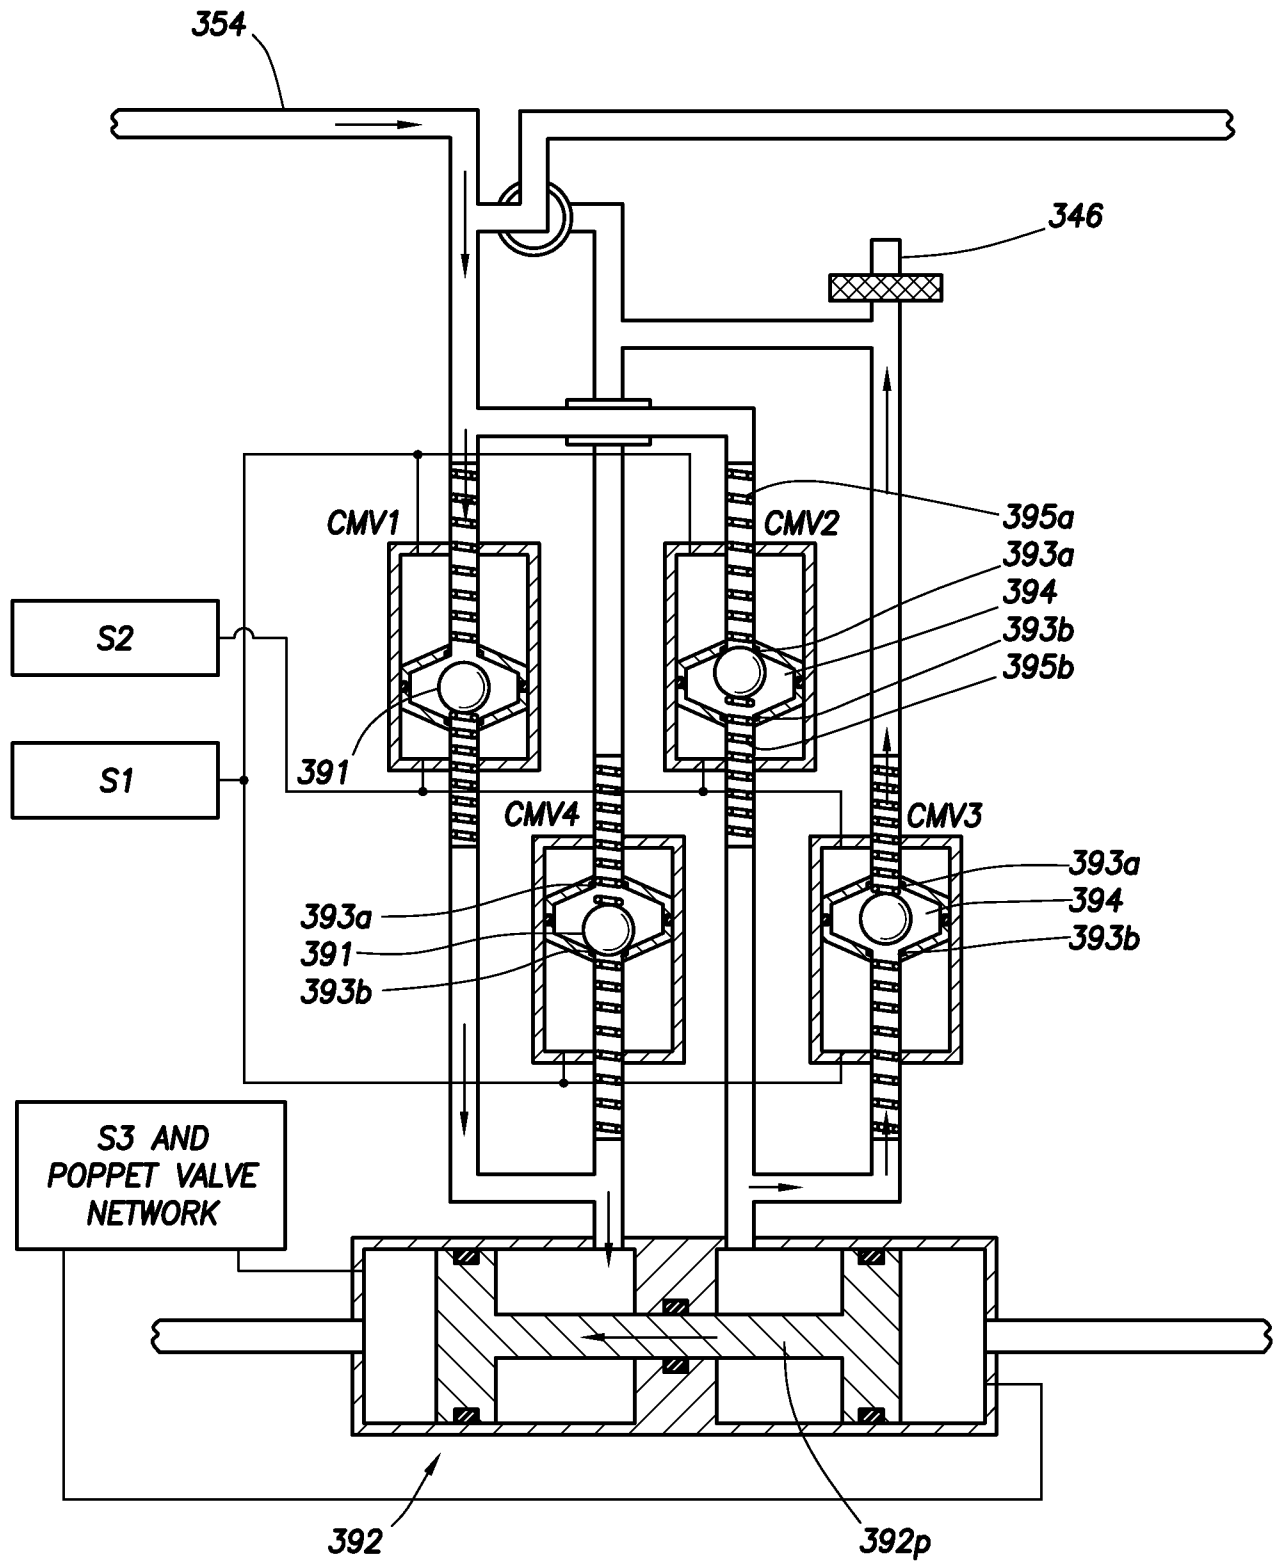 354
346
395a
CMV1
CMV2
393a
394
S2
393b
395b
391
S1
CMV4
CMV3
393a
393a
394
391
393b
393b
S3 AND
POPPET VALVE
NETWORK
392
392p